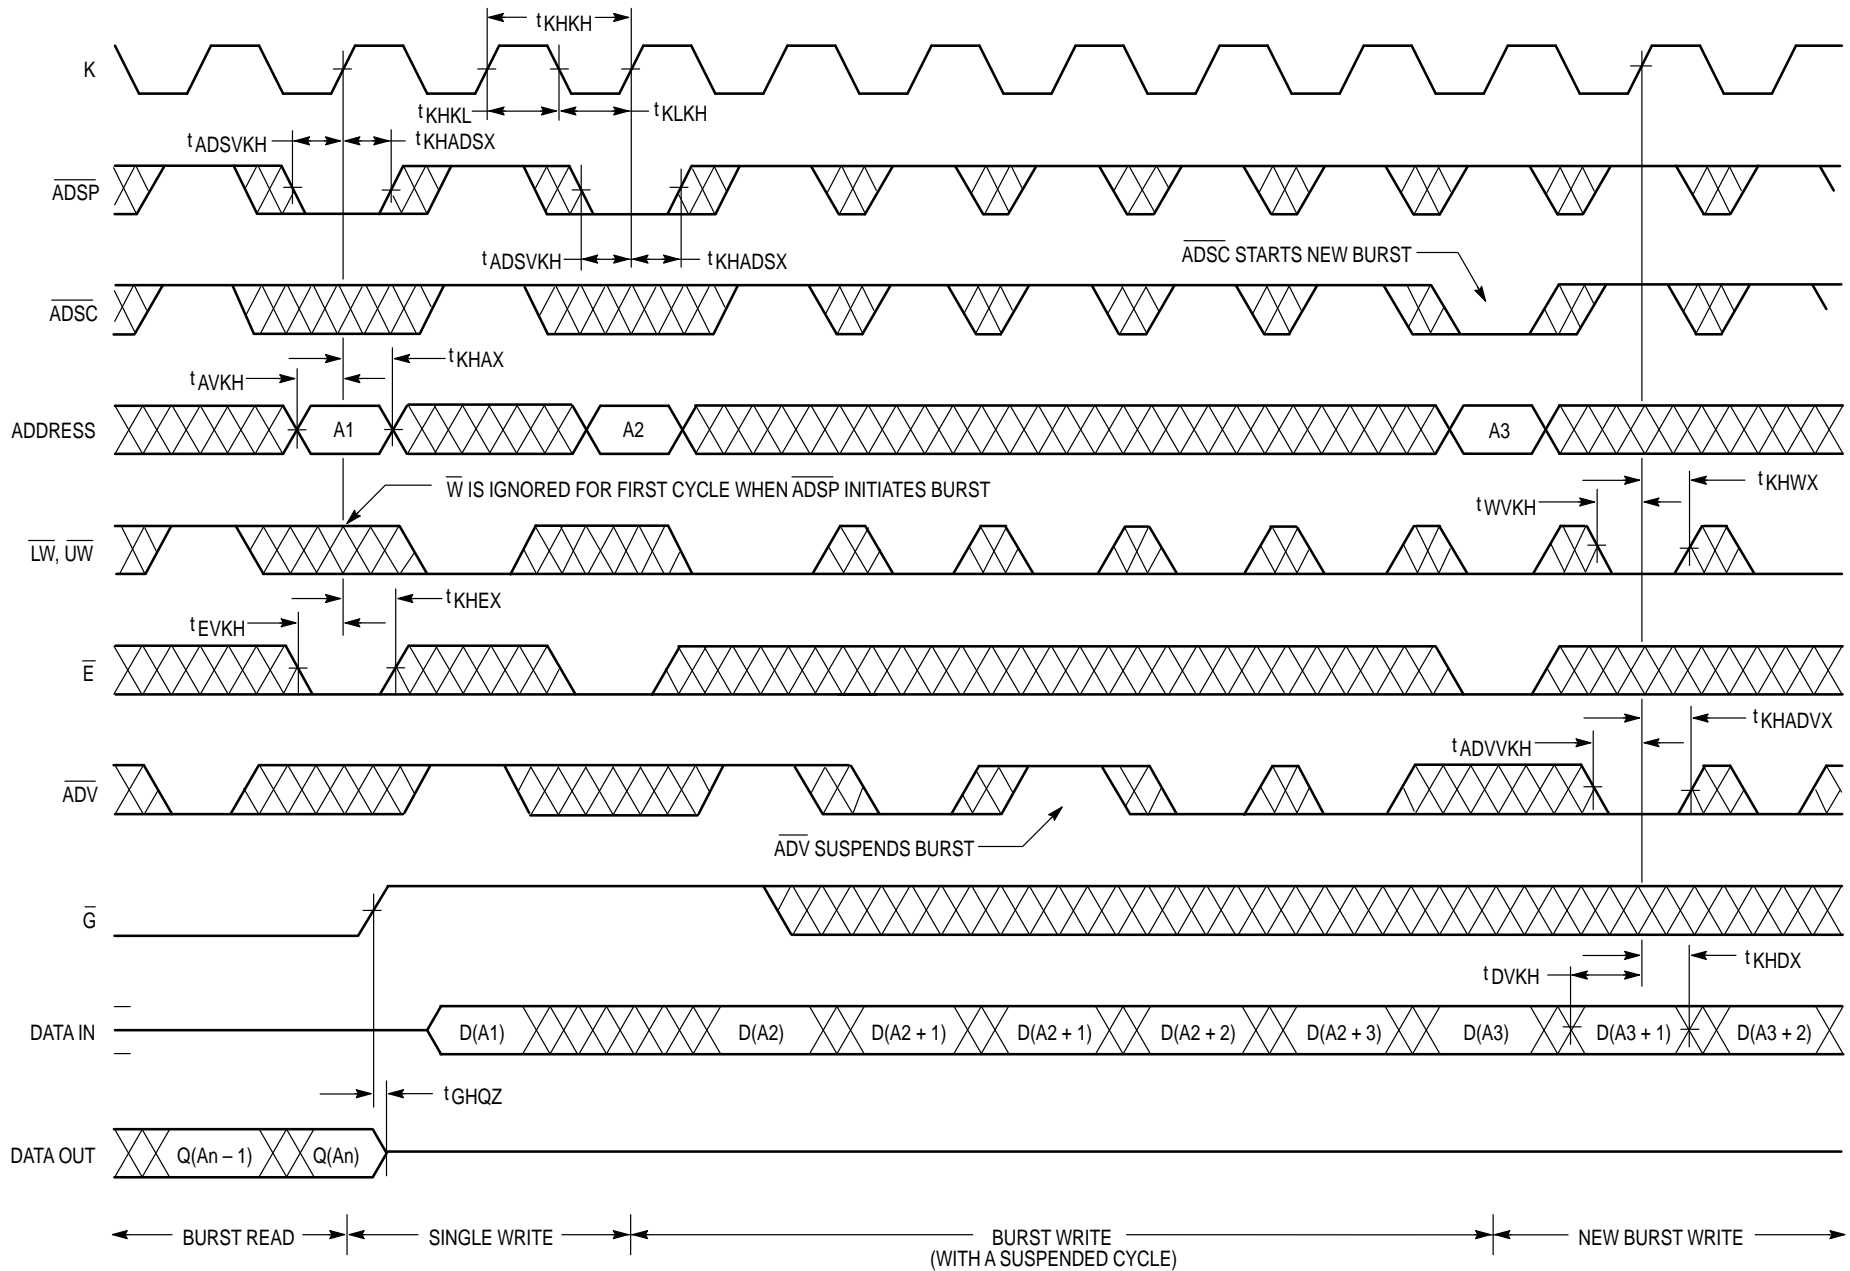 tKHKH
K
tKHKL
tKLKH
tADSVKH
tKHADSX
ADSP
tADSVKH
tKHADSX
ADSC STARTS NEW BURST
ADSC
tKHAX
tAVKH
ADDRESS
A1
A2
A3
W IS IGNORED FOR FIRST CYCLE WHEN ADSP INITIATES BURST
tKHWX
tWVKH
LW, UW
tKHEX
tEVKH
E
tKHADVX
tADVVKH
ADV
ADV SUSPENDS BURST
G
tKHDX
tDVKH
DATA IN
D(A1)
D(A2)
D(A2 + 1)
D(A2 + 1)
D(A2 + 2)
D(A2 + 3)
D(A3)
D(A3 + 1)
D(A3 + 2)
tGHQZ
DATA OUT
Q(An – 1)
Q(An)
BURST READ
SINGLE WRITE
BURST WRITE
(WITH A SUSPENDED CYCLE)
NEW BURST WRITE